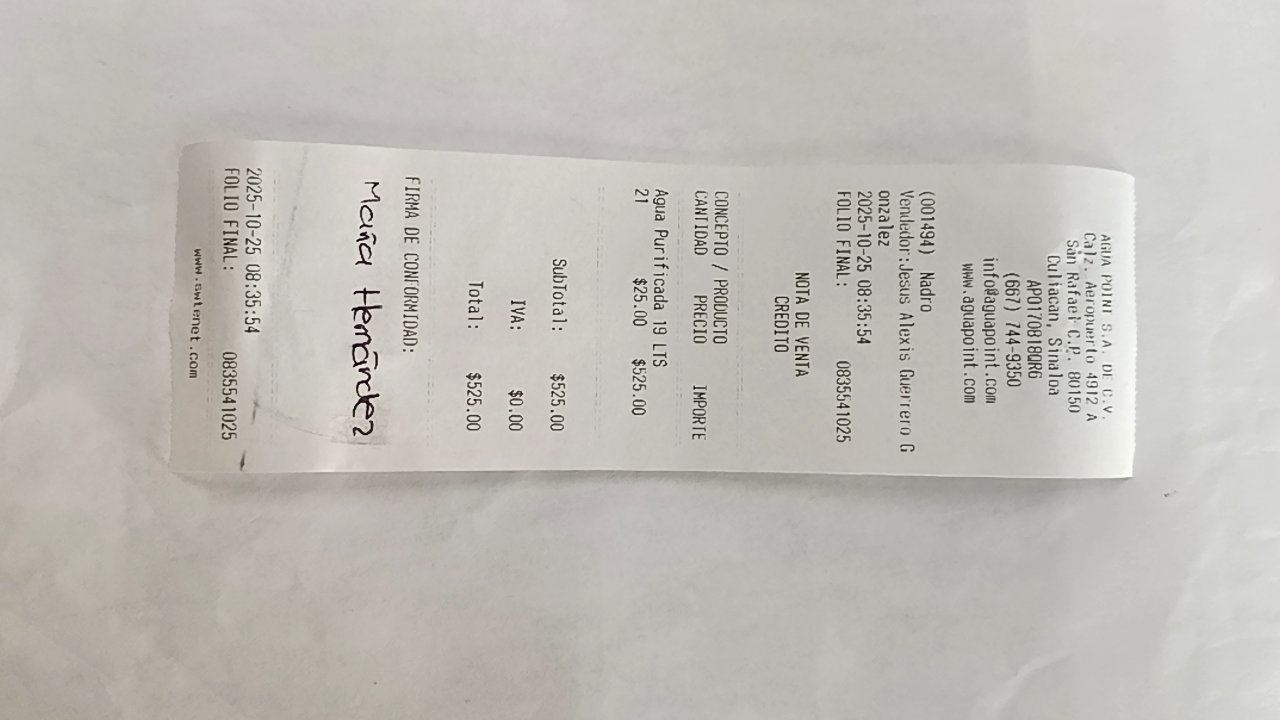 AGUA POINT S.A. DE C.V.
Calz. Aeropuerto 4912 A
San Rafael C.P. 80150
Culiacan, Sinaloa
APO170818QR6
(667) 744-9350
info@aguapoint.com
www.aguapoint.com
(001494) Nadro
Vendedor:Jesus Alexis Guerrero G
onzalez
2025-10-25 08:35:54
FOLIO FINAL: 0835541025
NOTA DE VENTA
CREDITO
CONCEPTO / PRODUCTO
CANTIDAD PRECIO IMPORTE
Agua Purificada 19 LTS
21 $25.00 $525.00
SubTotal: $525.00
IVA: $0.00
Total: $525.00
FIRMA DE CONFORMIDAD:
María Hernández
2025-10-25 08:35:54
FOLIO FINAL: 0835541025